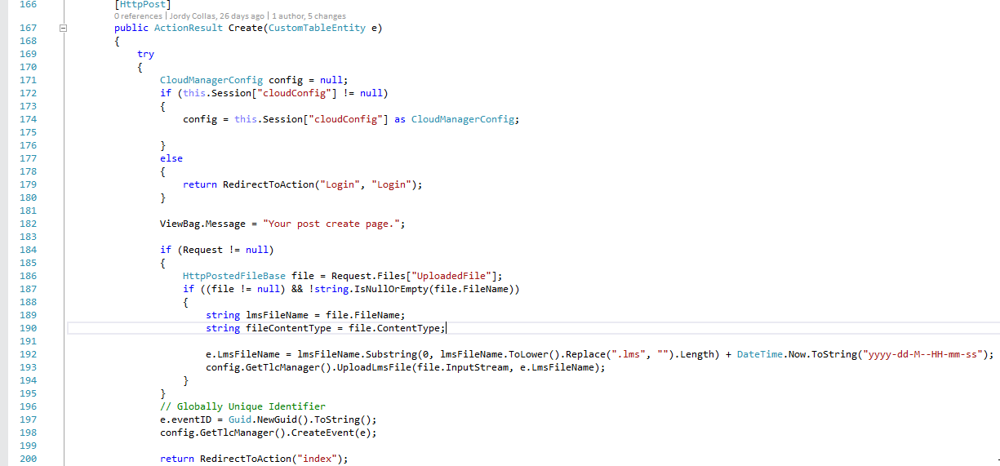 166 [HttpPost]
0 references | Jordy Collas, 26 days ago | 1 author, 5 changes
167 public ActionResult Create(CustomTableEntity e)
168 {
169 try
170 {
171 CloudManagerConfig config = null;
172 if (this.Session["cloudConfig"] != null)
173 {
174 config = this.Session["cloudConfig"] as CloudManagerConfig;
175
176 }
177 else
178 {
179 return RedirectToAction("Login", "Login");
180 }
181
182 ViewBag.Message = "Your post create page.";
183
184 if (Request != null)
185 {
186 HttpPostedFileBase file = Request.Files["UploadedFile"];
187 if ((file != null) && !string.IsNullOrEmpty(file.FileName))
188 {
189 string lmsFileName = file.FileName;
190 string fileContentType = file.ContentType;
191
192 e.LmsFileName = lmsFileName.Substring(0, lmsFileName.ToLower().Replace(".lms", "").Length) + DateTime.Now.ToString("yyyy-dd-M--HH-mm-ss");
193 config.GetTlcManager().UploadLmsFile(file.InputStream, e.LmsFileName);
194 }
195 }
196 // Globally Unique Identifier
197 e.eventID = Guid.NewGuid().ToString();
198 config.GetTlcManager().CreateEvent(e);
199
200 return RedirectToAction("index");